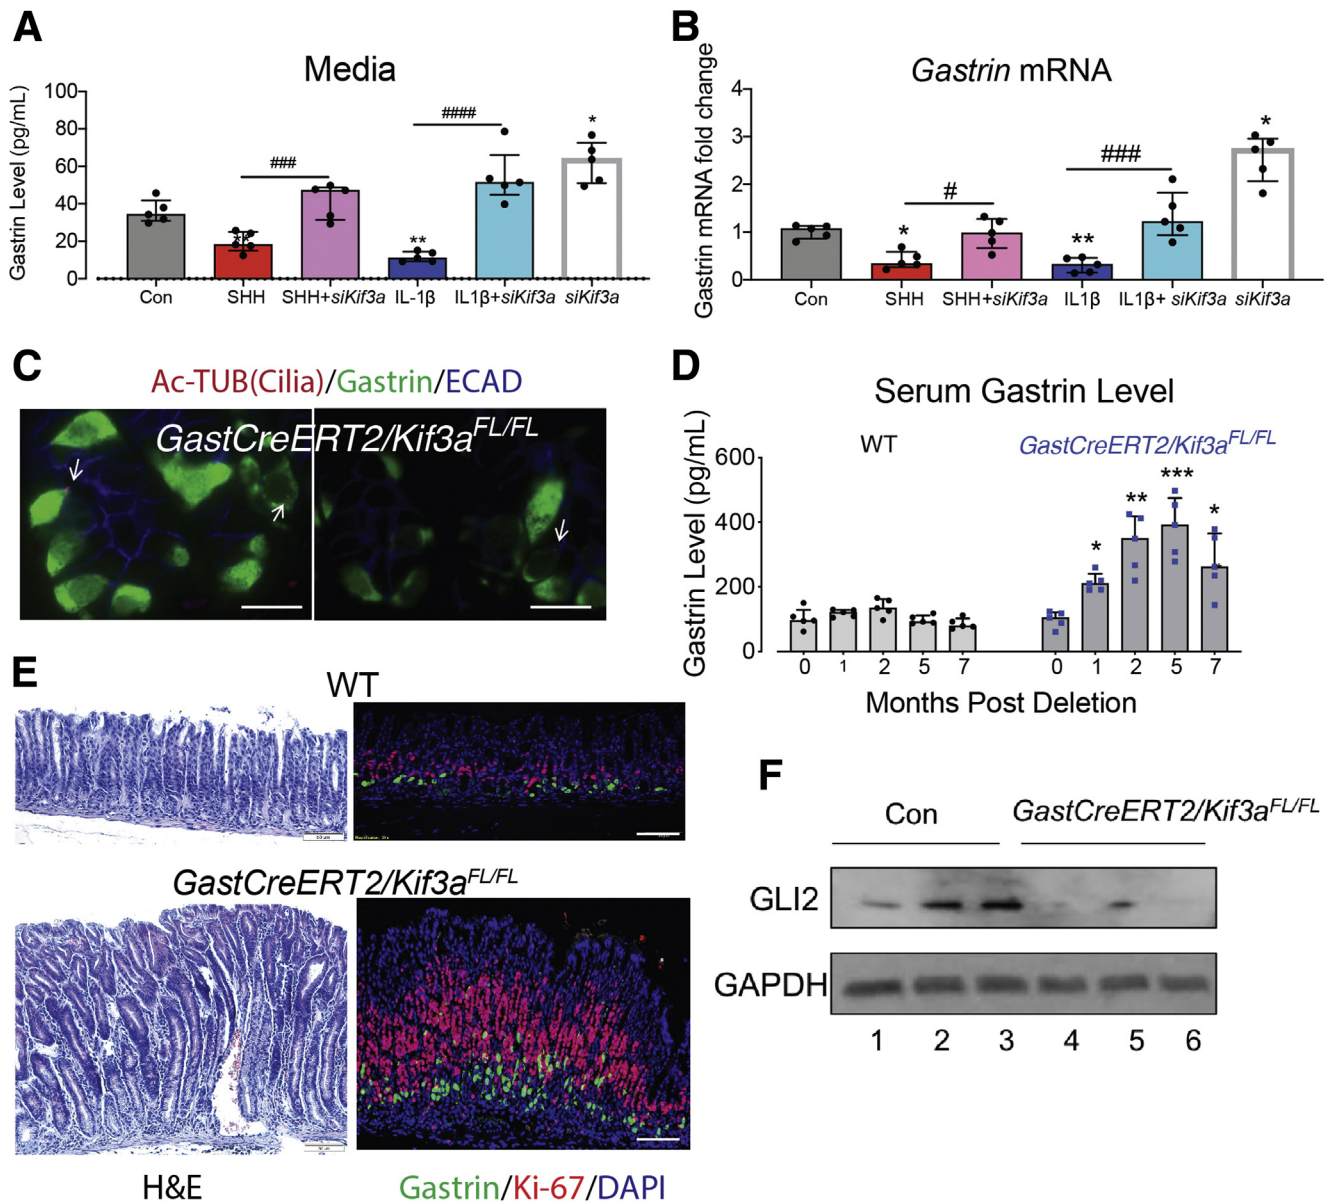 A
Media
Gastrin Level (pg/mL)
100
80
60
40
20
0
###
####
**
**
*
Con
SHH
SHH+siKif3a
IL-1β
IL1β+siKif3a
siKif3a
B
Gastrin mRNA
Gastrin mRNA fold change
4
3
2
1
0
*
#
**
###
*
Con
SHH
SHH+siKif3a
IL1β
IL1β+ siKif3a
siKif3a
C
Ac-TUB(Cilia)/Gastrin/ECAD
GastCreERT2/Kif3aFL/FL
D
Serum Gastrin Level
Gastrin Level (pg/mL)
WT
GastCreERT2/Kif3aFL/FL
600
400
200
0
*
**
***
*
0 1 2 5 7 0 1 2 5 7
Months Post Deletion
E
WT
GastCreERT2/Kif3aFL/FL
H&E
Gastrin/Ki-67/DAPI
F
Con
GastCreERT2/Kif3aFL/FL
GLI2
GAPDH
1 2 3 4 5 6